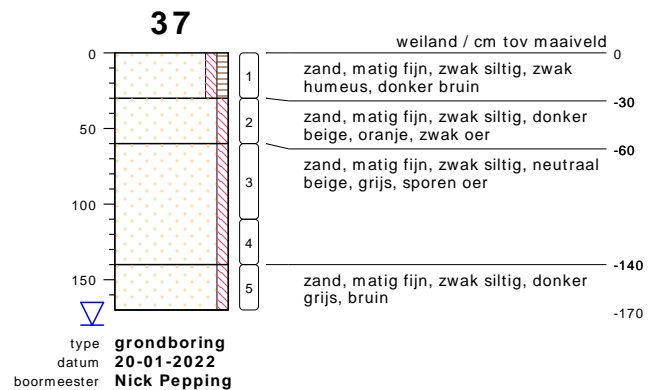 37
weiland / cm tov maaiveld
0
0
1
zand, matig fijn, zwak siltig, zwak
humeus, donker bruin
-30
50
2
zand, matig fijn, zwak siltig, donker
beige, oranje, zwak oer
-60
3
zand, matig fijn, zwak siltig, neutraal
beige, grijs, sporen oer
100
4
-140
150
5
zand, matig fijn, zwak siltig, donker
grijs, bruin
-170
type grondboring
datum 20-01-2022
boormeester Nick Pepping